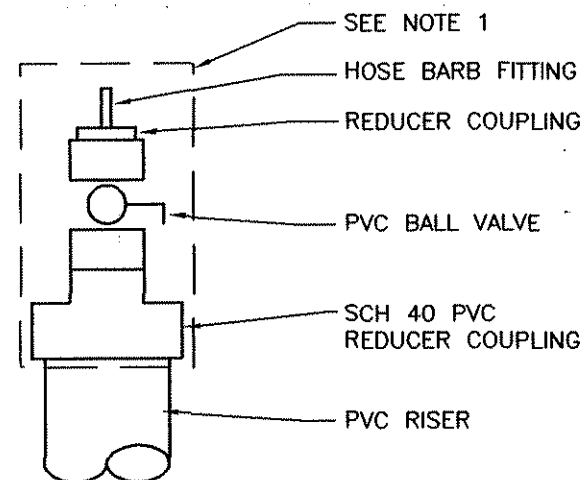 SEE NOTE 1
HOSE BARB FITTING
REDUCER COUPLING
PVC BALL VALVE
SCH 40 PVC
REDUCER COUPLING
PVC RISER